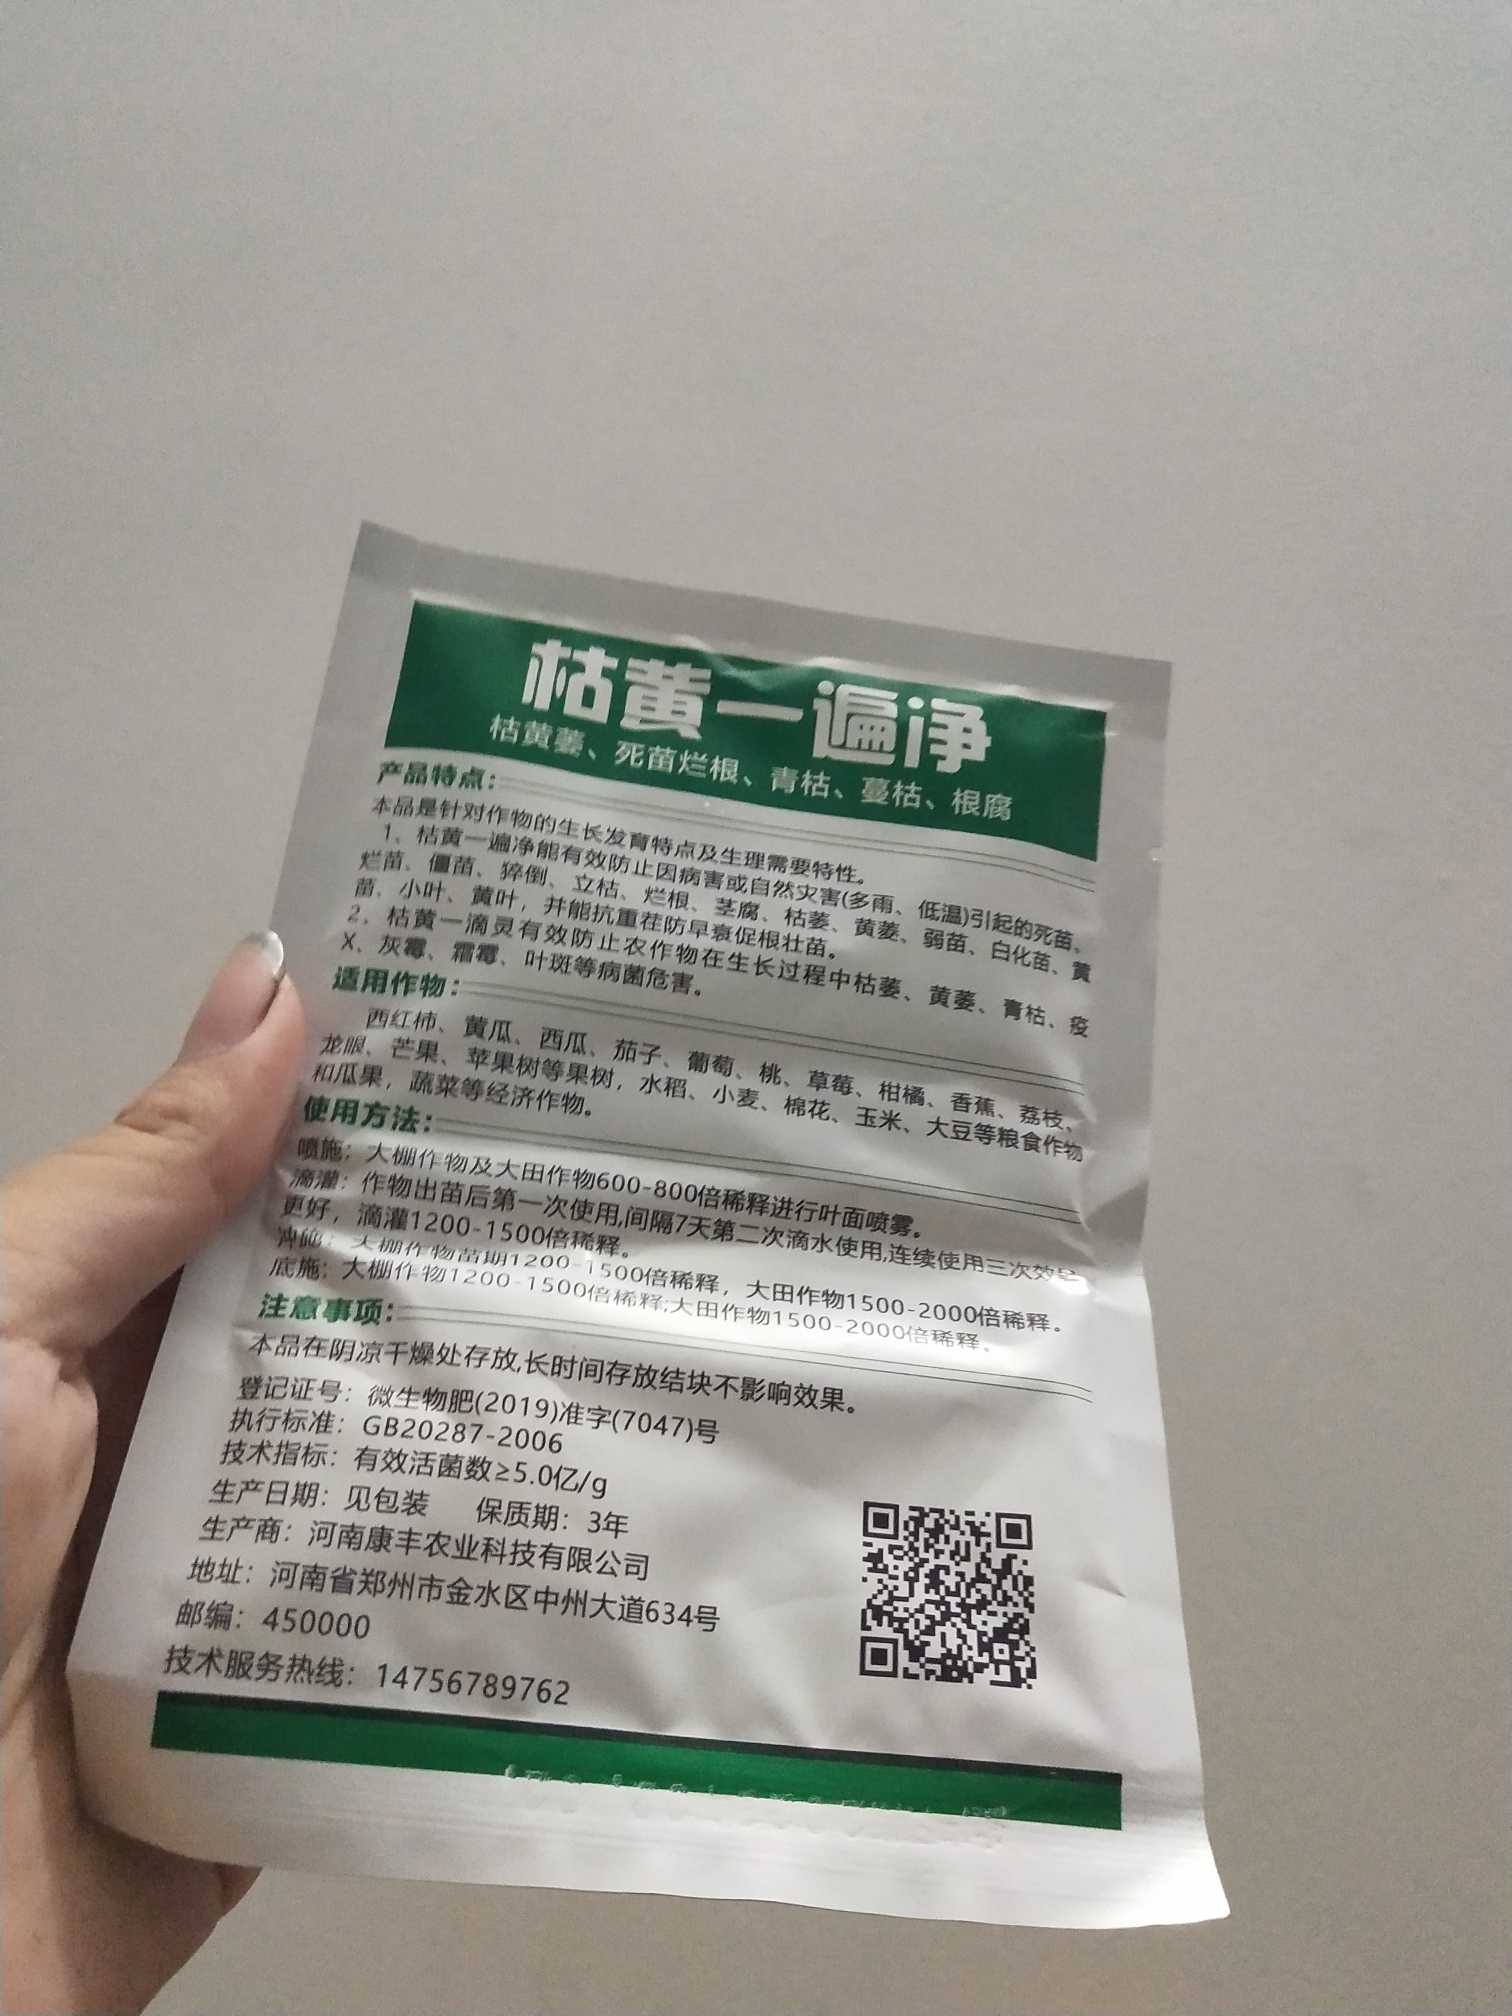 枯黄一遍净
枯黄萎、死苗烂根、青枯、蔓枯、根腐
产品特点：
本品是针对作物的生长发育特点及生理需要特性。
1、枯黄一遍净能有效防止因病害或自然灾害(多雨、低温)引起的死苗、
烂苗、僵苗、猝倒、立枯、烂根、茎腐、枯萎、黄萎、弱苗、白化苗、黄
苗、小叶、黄叶，并能抗重茬防早衰促根壮苗。
2、枯黄一滴灵有效防止农作物在生长过程中枯萎、黄萎、青枯、疫
X、灰霉、霜霉、叶斑等病菌危害。
适用作物：
西红柿、黄瓜、西瓜、茄子、葡萄、桃、草莓、柑橘、香蕉、荔枝、
龙眼、芒果、苹果树等果树，水稻、小麦、棉花、玉米、大豆等粮食作物
和瓜果，蔬菜等经济作物。
使用方法：
喷施：大棚作物及大田作物600-800倍稀释进行叶面喷雾。
滴灌：作物出苗后第一次使用,间隔7天第二次滴水使用,连续使用三次效果
更好，滴灌1200-1500倍稀释。
冲施：大棚作物苗期1200-1500倍稀释，大田作物1500-2000倍稀释。
底施：大棚作物1200-1500倍稀释;大田作物1500-2000倍稀释。
注意事项：
本品在阴凉干燥处存放,长时间存放结块不影响效果。
登记证号：微生物肥(2019)准字(7047)号
执行标准：GB20287-2006
技术指标：有效活菌数≥5.0亿/g
生产日期：见包装 保质期：3年
生产商：河南康丰农业科技有限公司
地址：河南省郑州市金水区中州大道634号
邮编：450000
技术服务热线：14756789762